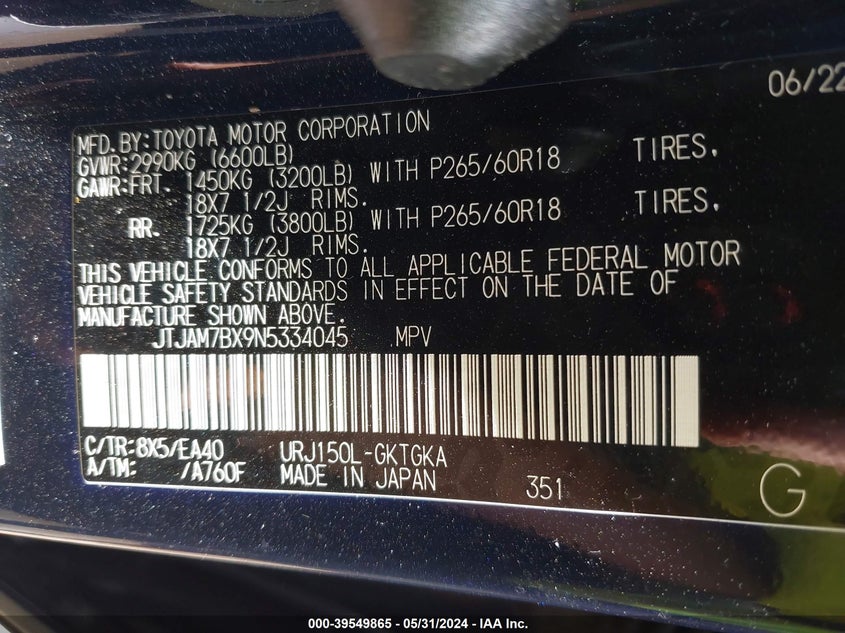 06/22
MFD.BY:TOYOTA MOTOR CORPORATION
GVWR:2990KG (6600LB)
GAWR:FRT. 1450KG (3200LB) WITH P265/60R18 TIRES.
18X7 1/2J RIMS.
RR. 1725KG (3800LB) WITH P265/60R18 TIRES.
18X7 1/2J RIMS.
THIS VEHICLE CONFORMS TO ALL APPLICABLE FEDERAL MOTOR
VEHICLE SAFETY STANDARDS IN EFFECT ON THE DATE OF
MANUFACTURE SHOWN ABOVE.
JTJAM7BX9N5334045 MPV
C/TR:8X5/EA40 URJ150L-GKTGKA
A/TM: /A760F MADE IN JAPAN 351 G
000-39549865 - 05/31/2024 - IAA Inc.